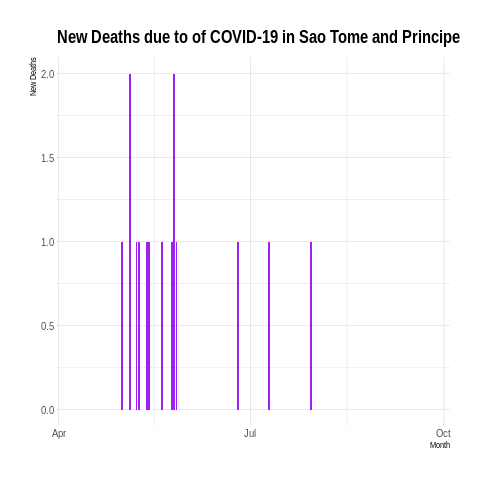 New Deaths due to of COVID-19 in Sao Tome and Principe
New Deaths
2.0
1.5
1.0
0.5
0.0
Apr
Jul
Oct
Month